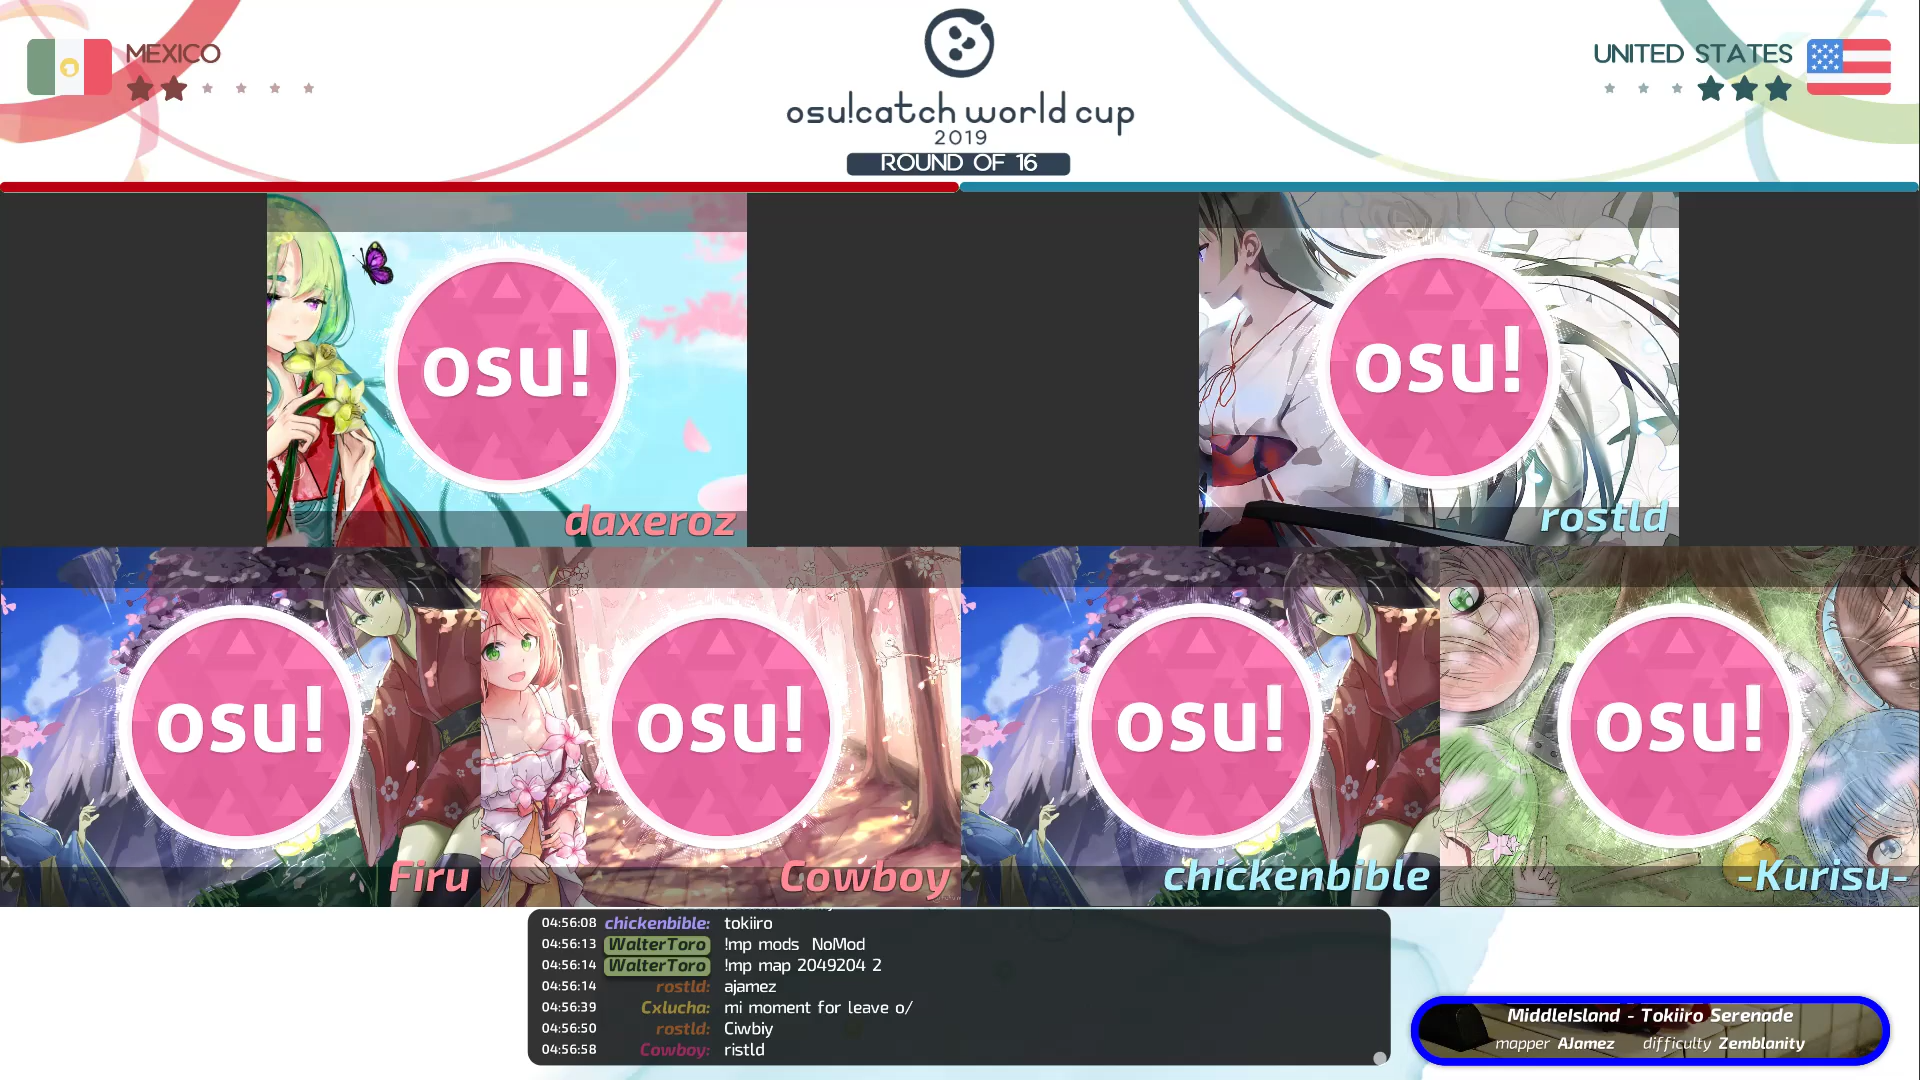 MEXICO
UNITED STATES
osu!catch world cup
2019
ROUND OF 16
osu!
osu!
daxeroz
rostld
osu!
osu!
osu!
osu!
Firu
Cowboy
chickenbible
-Kurisu-
04:56:08 chickenbible: tokiiro
04:56:13 WalterToro !mp mods NoMod
04:56:14 WalterToro !mp map 2049204 2
04:56:14 rostld: ajamez
04:56:39 Cxlucha: mi moment for leave o/
04:56:50 rostld: Ciwbiy
04:56:58 Cowboy: ristld
MiddleIsland - Tokiiro Serenade
mapper AJamez difficulty Zemblanity